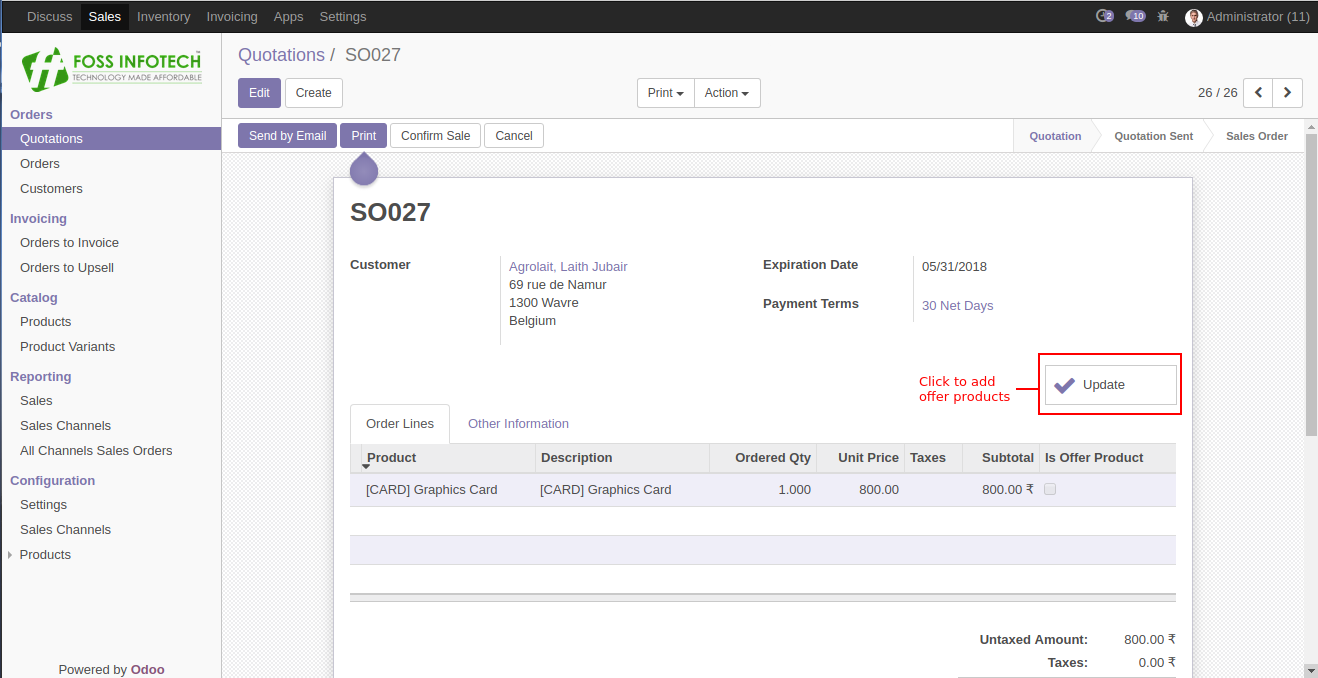 Discuss Sales Inventory Invoicing Apps Settings 2 10 Administrator (11)
FOSS INFOTECH
TECHNOLOGY MADE AFFORDABLE
Quotations / SO027
Edit Create Print Action 26 / 26
Send by Email Print Confirm Sale Cancel Quotation Quotation Sent Sales Order
Orders
Quotations
Orders
Customers
Invoicing
Orders to Invoice
Orders to Upsell
Catalog
Products
Product Variants
Reporting
Sales
Sales Channels
All Channels Sales Orders
Configuration
Settings
Sales Channels
Products
Powered by Odoo
SO027
Customer
Agrolait, Laith Jubair
69 rue de Namur
1300 Wavre
Belgium
Expiration Date 05/31/2018
Payment Terms 30 Net Days
Click to add
offer products
Update
Order Lines Other Information
Product Description Ordered Qty Unit Price Taxes Subtotal Is Offer Product
[CARD] Graphics Card [CARD] Graphics Card 1.000 800.00 800.00 ₹
Untaxed Amount: 800.00 ₹
Taxes: 0.00 ₹